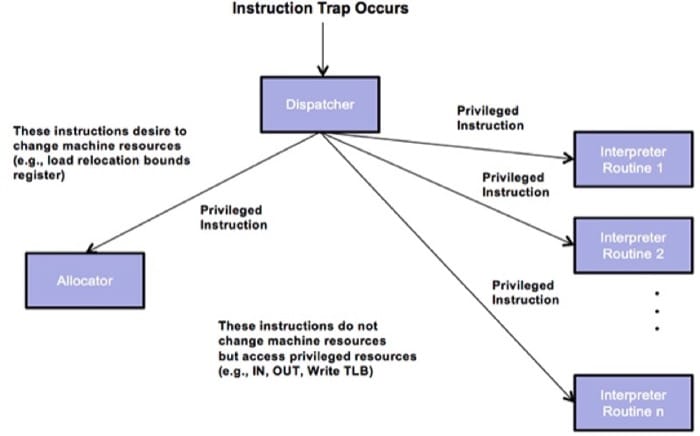 Instruction Trap Occurs
Dispatcher
Privileged
Instruction
These instructions desire to
change machine resources
(e.g., load relocation bounds
register)
Interpreter
Routine 1
Privileged
Instruction
Privileged
Instruction
Interpreter
Routine 2
Allocator
Privileged
Instruction
These instructions do not
change machine resources
but access privileged resources
(e.g., IN, OUT, Write TLB)
Interpreter
Routine n